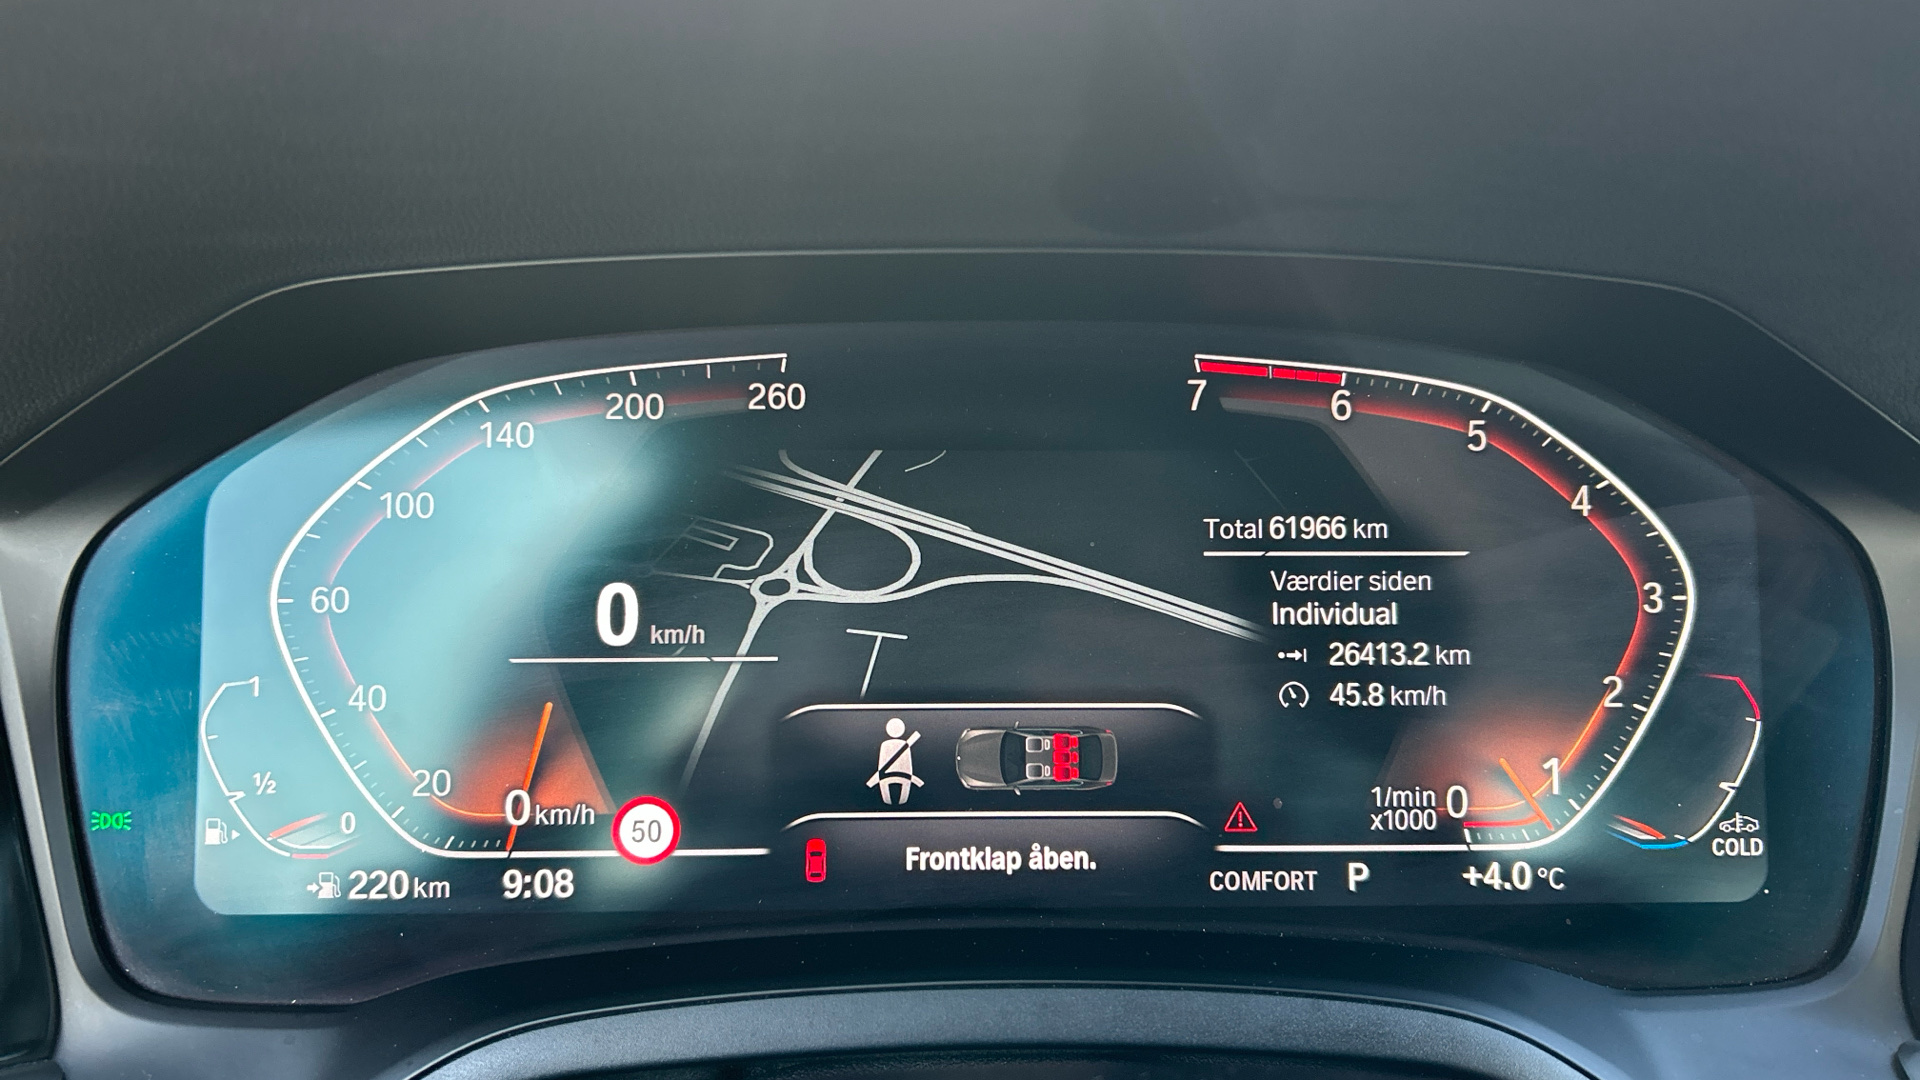 260
200
140
100
60
40
20
0 km/h
0 km/h
50
1
½
0
220 km
9:08
7
6
5
4
3
2
1
0
1/min
x1000
Total 61966 km
Værdier siden
Individual
26413.2 km
45.8 km/h
Frontklap åben.
COMFORT P
+4.0 °C
COLD